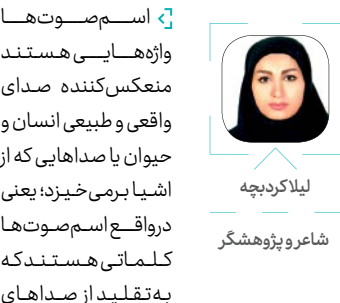 اسم‌صوت‌ها
واژه‌هایی هستند
منعکس‌کننده صدای
واقعی و طبیعی انسان و
حیوان یا صداهایی که از
اشیا برمی‌خیزد؛ یعنی
درواقع اسم‌صوت‌ها
کلماتی هستند که
به تقلید از صداهای
لیلا کردبچه
شاعر و پژوهشگر